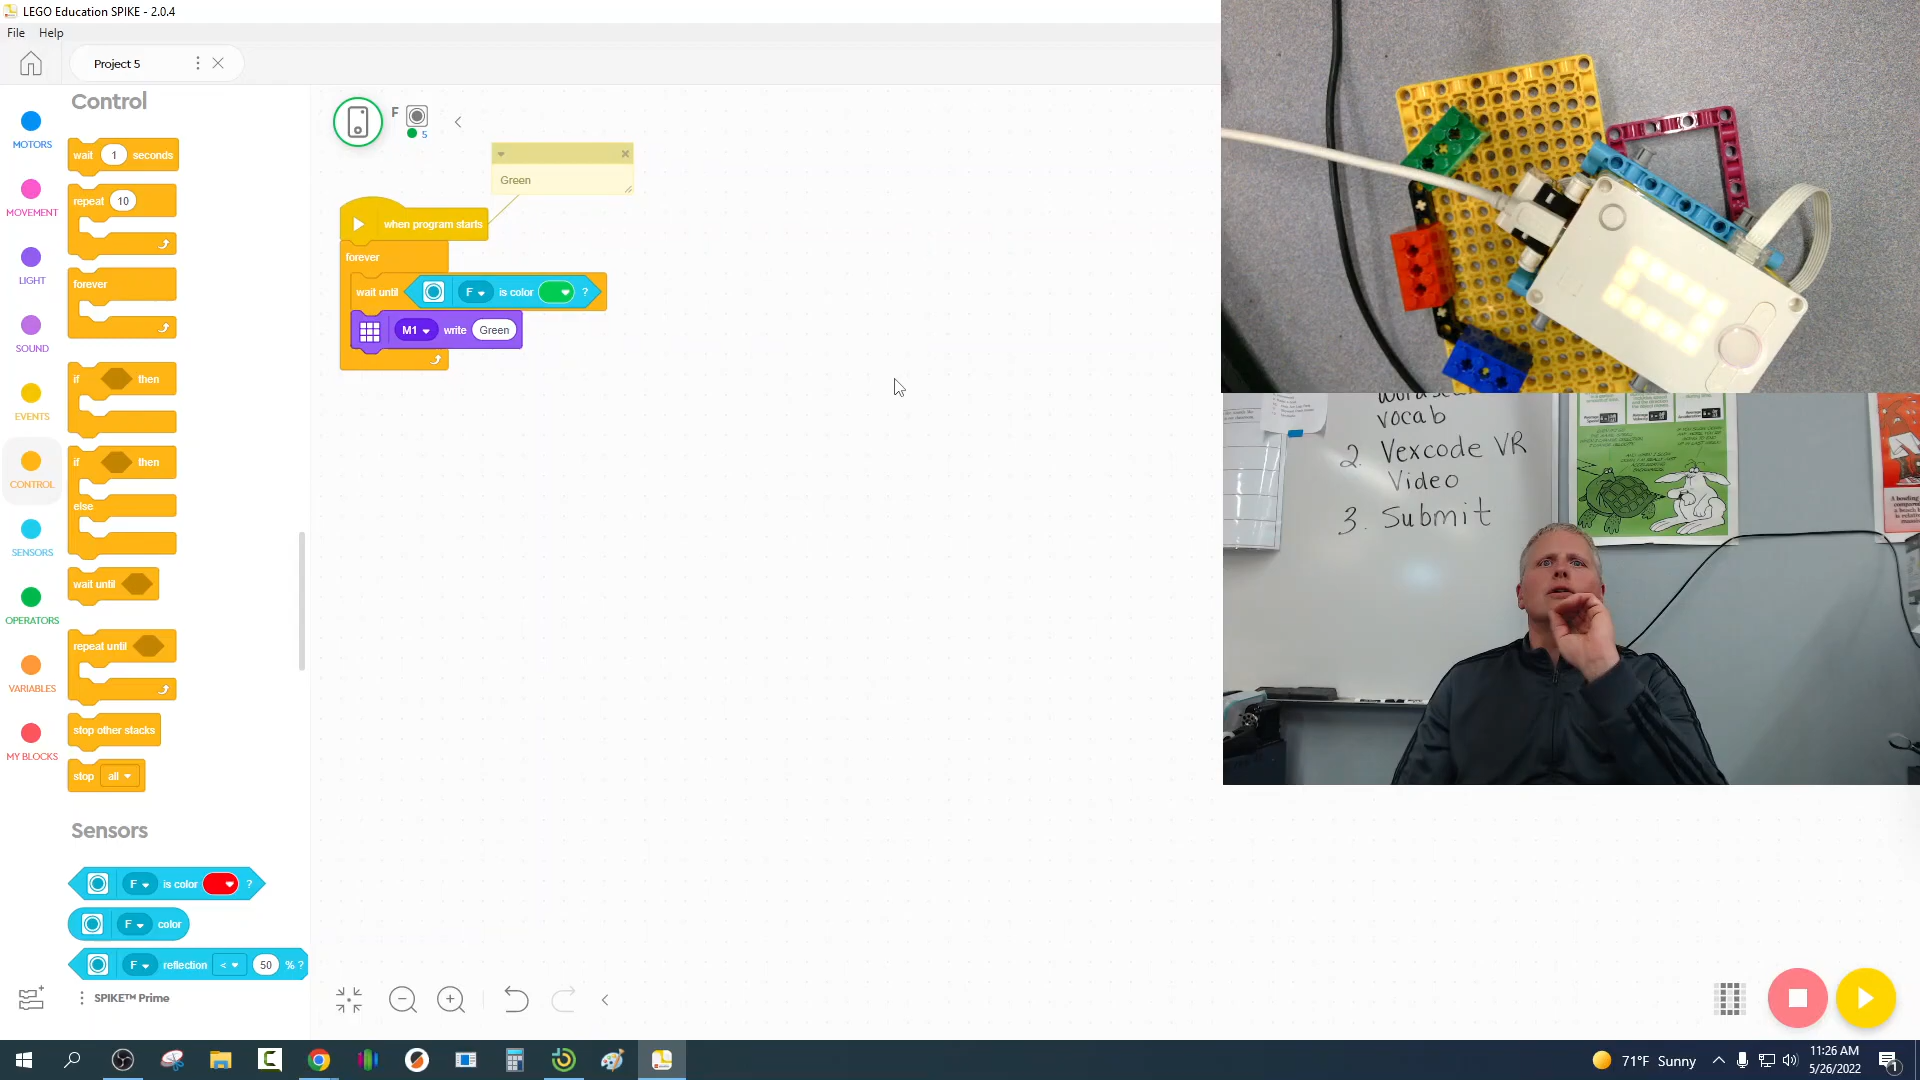 LEGO Education SPIKE - 2.0.4
File Help
Project 5
Control
MOTORS
MOVEMENT
LIGHT
SOUND
EVENTS
CONTROL
SENSORS
OPERATORS
VARIABLES
MY BLOCKS
wait 1 seconds
repeat 10
forever
if then
if then
else
wait until
repeat until
stop other stacks
stop all
Sensors
F is color ?
F color
F reflection < 50 % ?
SPIKE™ Prime
F
5
Green
when program starts
forever
wait until F is color ?
M1 write Green
vocab
2. Vexcode VR
Video
3. Submit
71°F Sunny
11:26 AM
5/26/2022
1